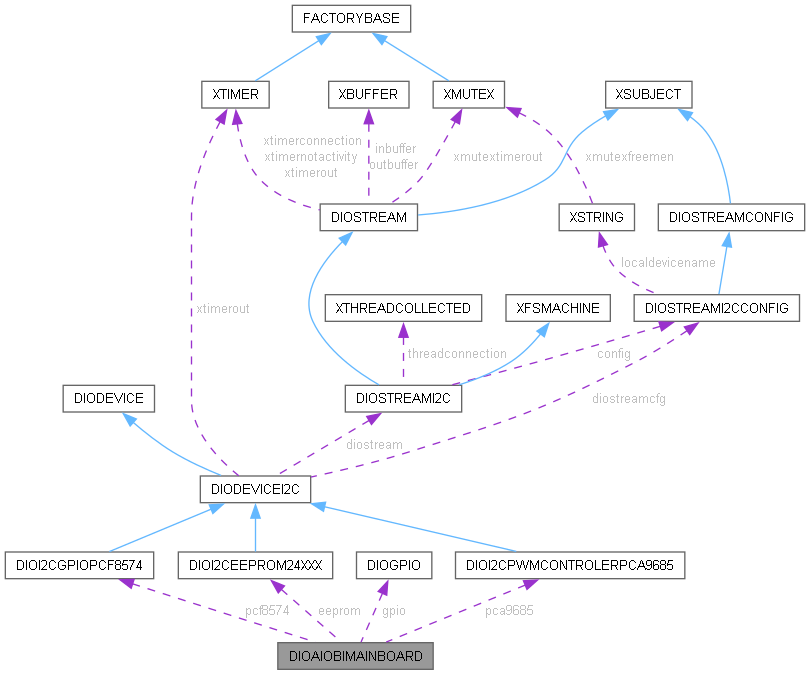 FACTORYBASE
XTIMER
XBUFFER
XMUTEX
XSUBJECT
xtimerconnection
xtimernotactivity
xtimerout
inbuffer
outbuffer
xmutextimerout
xmutexfreemen
DIOSTREAM
XSTRING
DIOSTREAMCONFIG
localdevicename
xtimerout
XTHREADCOLLECTED
XFSMACHINE
DIOSTREAMI2CCONFIG
threadconnection
config
DIODEVICE
DIOSTREAMI2C
diostreamcfg
diostream
DIODEVICEI2C
DIOI2CGPIOPCF8574
DIOI2CEEPROM24XXX
DIOGPIO
DIOI2CPWMCONTROLERPCA9685
pcf8574
eeprom
gpio
pca9685
DIOAIOBIMAINBOARD